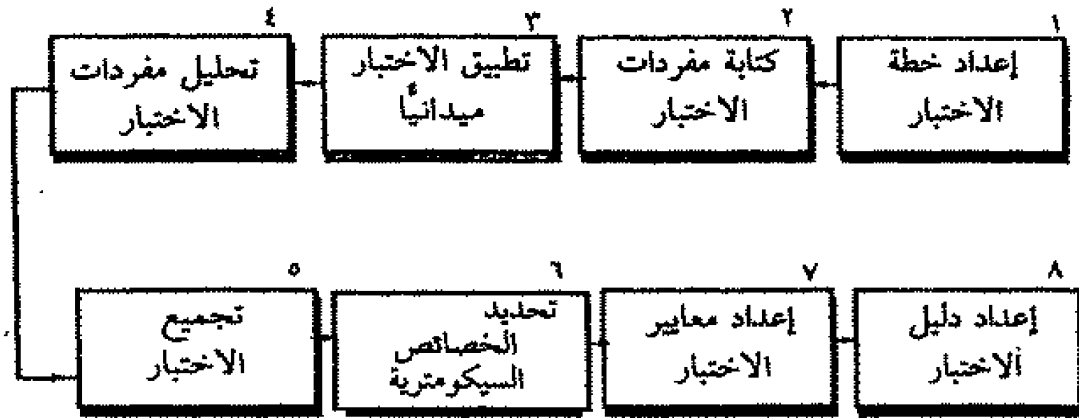 ١
إعداد خطة
الاختبار
٢
كتابة مفردات
الاختبار
٣
تطبيق الاختبار
ميدانيًا
٤
تحليل مفردات
الاختبار
٥
تجميع
الاختبار
٦
تحديد
الخصائص
السيكومترية
٧
إعداد معايير
الاختبار
٨
إعداد دليل
الاختبار